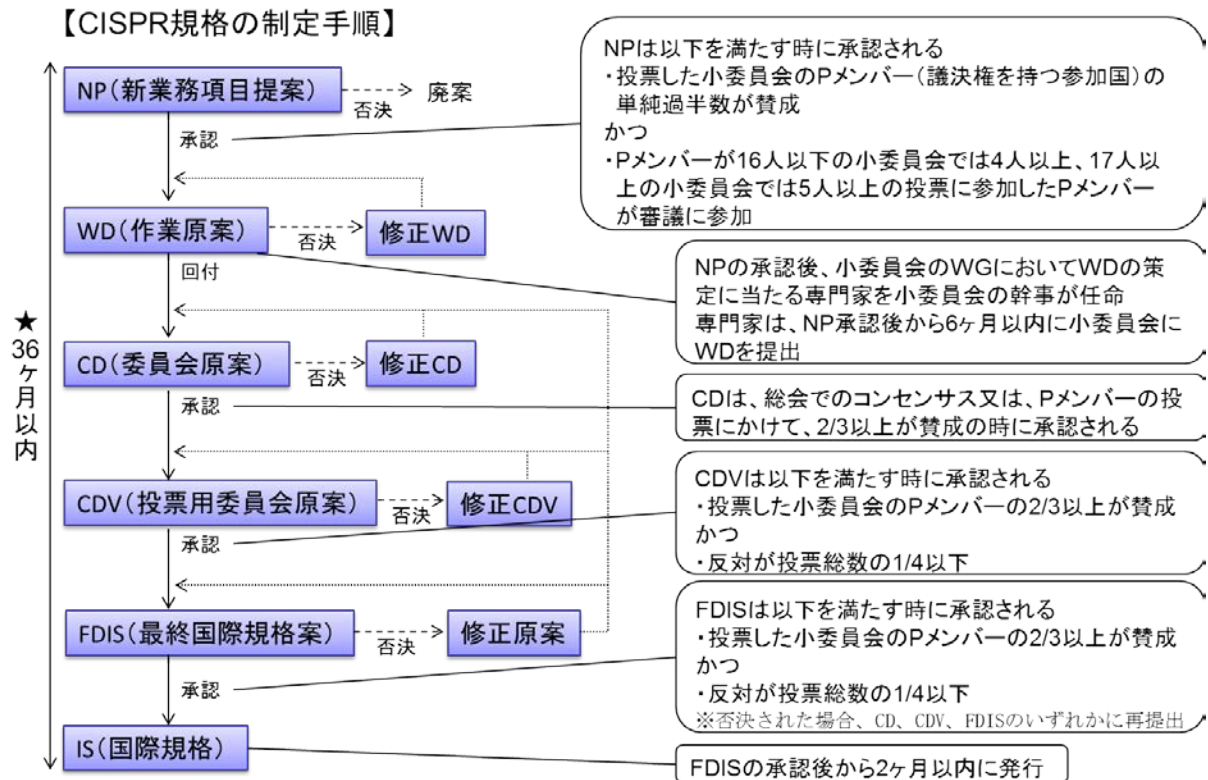 【CISPR規格の制定手順】
NP(新業務項目提案)
否決
廃案
承認
NPは以下を満たす時に承認される
・投票した小委員会のPメンバー(議決権を持つ参加国)の
単純過半数が賛成
かつ
・Pメンバーが16人以下の小委員会では4人以上、17人以
上の小委員会では5人以上の投票に参加したPメンバー
が審議に参加
WD(作業原案)
否決
修正WD
回付
NPの承認後、小委員会のWGにおいてWDの策
定に当たる専門家を小委員会の幹事が任命
専門家は、NP承認後から6ヶ月以内に小委員会に
WDを提出
★36ヶ月以内
CD(委員会原案)
否決
修正CD
承認
CDは、総会でのコンセンサス又は、Pメンバーの投
票にかけて、2/3以上が賛成の時に承認される
CDV(投票用委員会原案)
否決
修正CDV
承認
CDVは以下を満たす時に承認される
・投票した小委員会のPメンバーの2/3以上が賛成
かつ
・反対が投票総数の1/4以下
FDIS(最終国際規格案)
否決
修正原案
承認
FDISは以下を満たす時に承認される
・投票した小委員会のPメンバーの2/3以上が賛成
かつ
・反対が投票総数の1/4以下
※否決された場合、CD、CDV、FDISのいずれかに再提出
IS(国際規格)
FDISの承認後から2ヶ月以内に発行